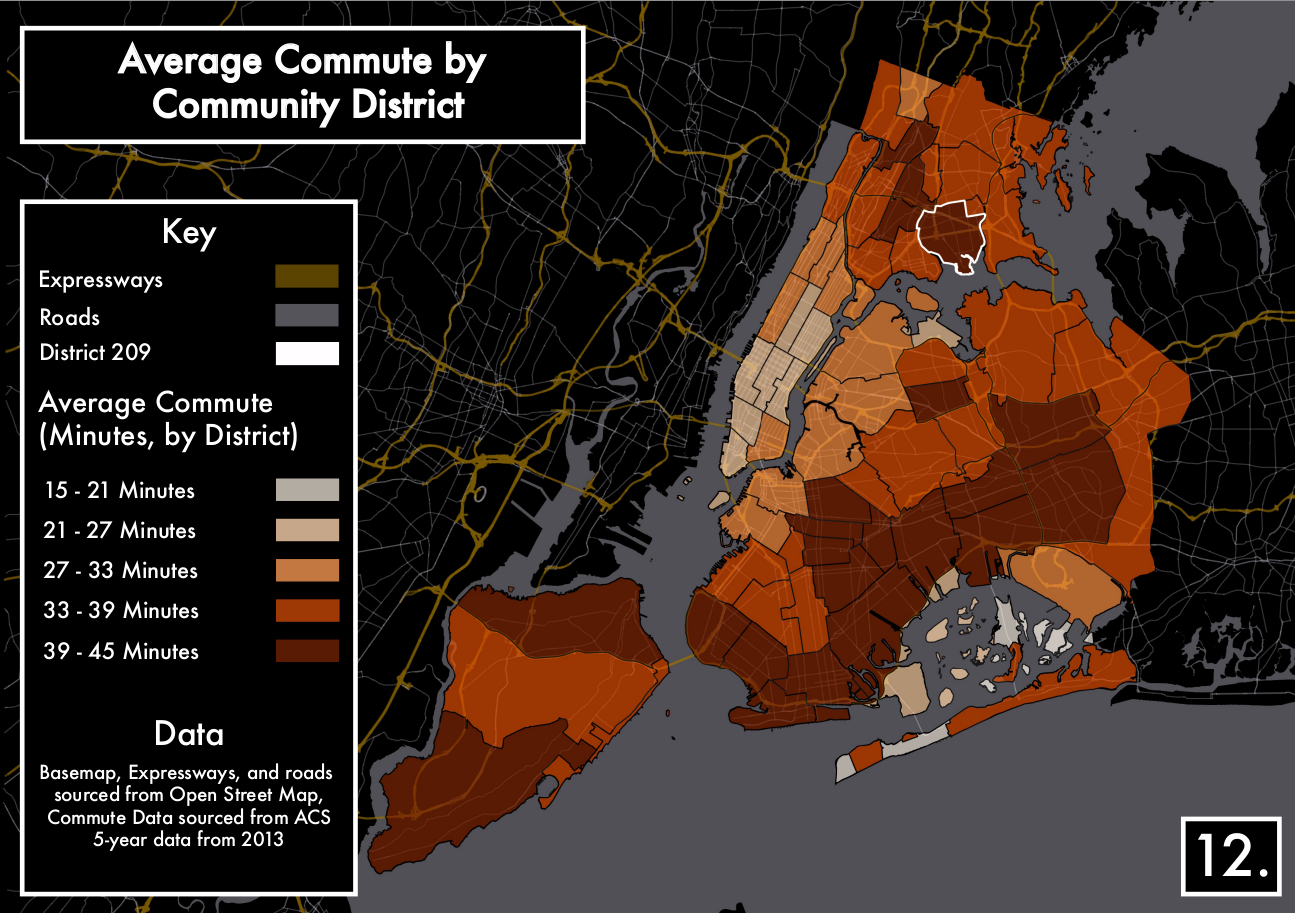 Average Commute by
Community District
Key
Expressways
Roads
District 209
Average Commute
(Minutes, by District)
15 - 21 Minutes
21 - 27 Minutes
27 - 33 Minutes
33 - 39 Minutes
39 - 45 Minutes
Data
Basemap, Expressways, and roads
sourced from Open Street Map,
Commute Data sourced from ACS
5-year data from 2013
12.